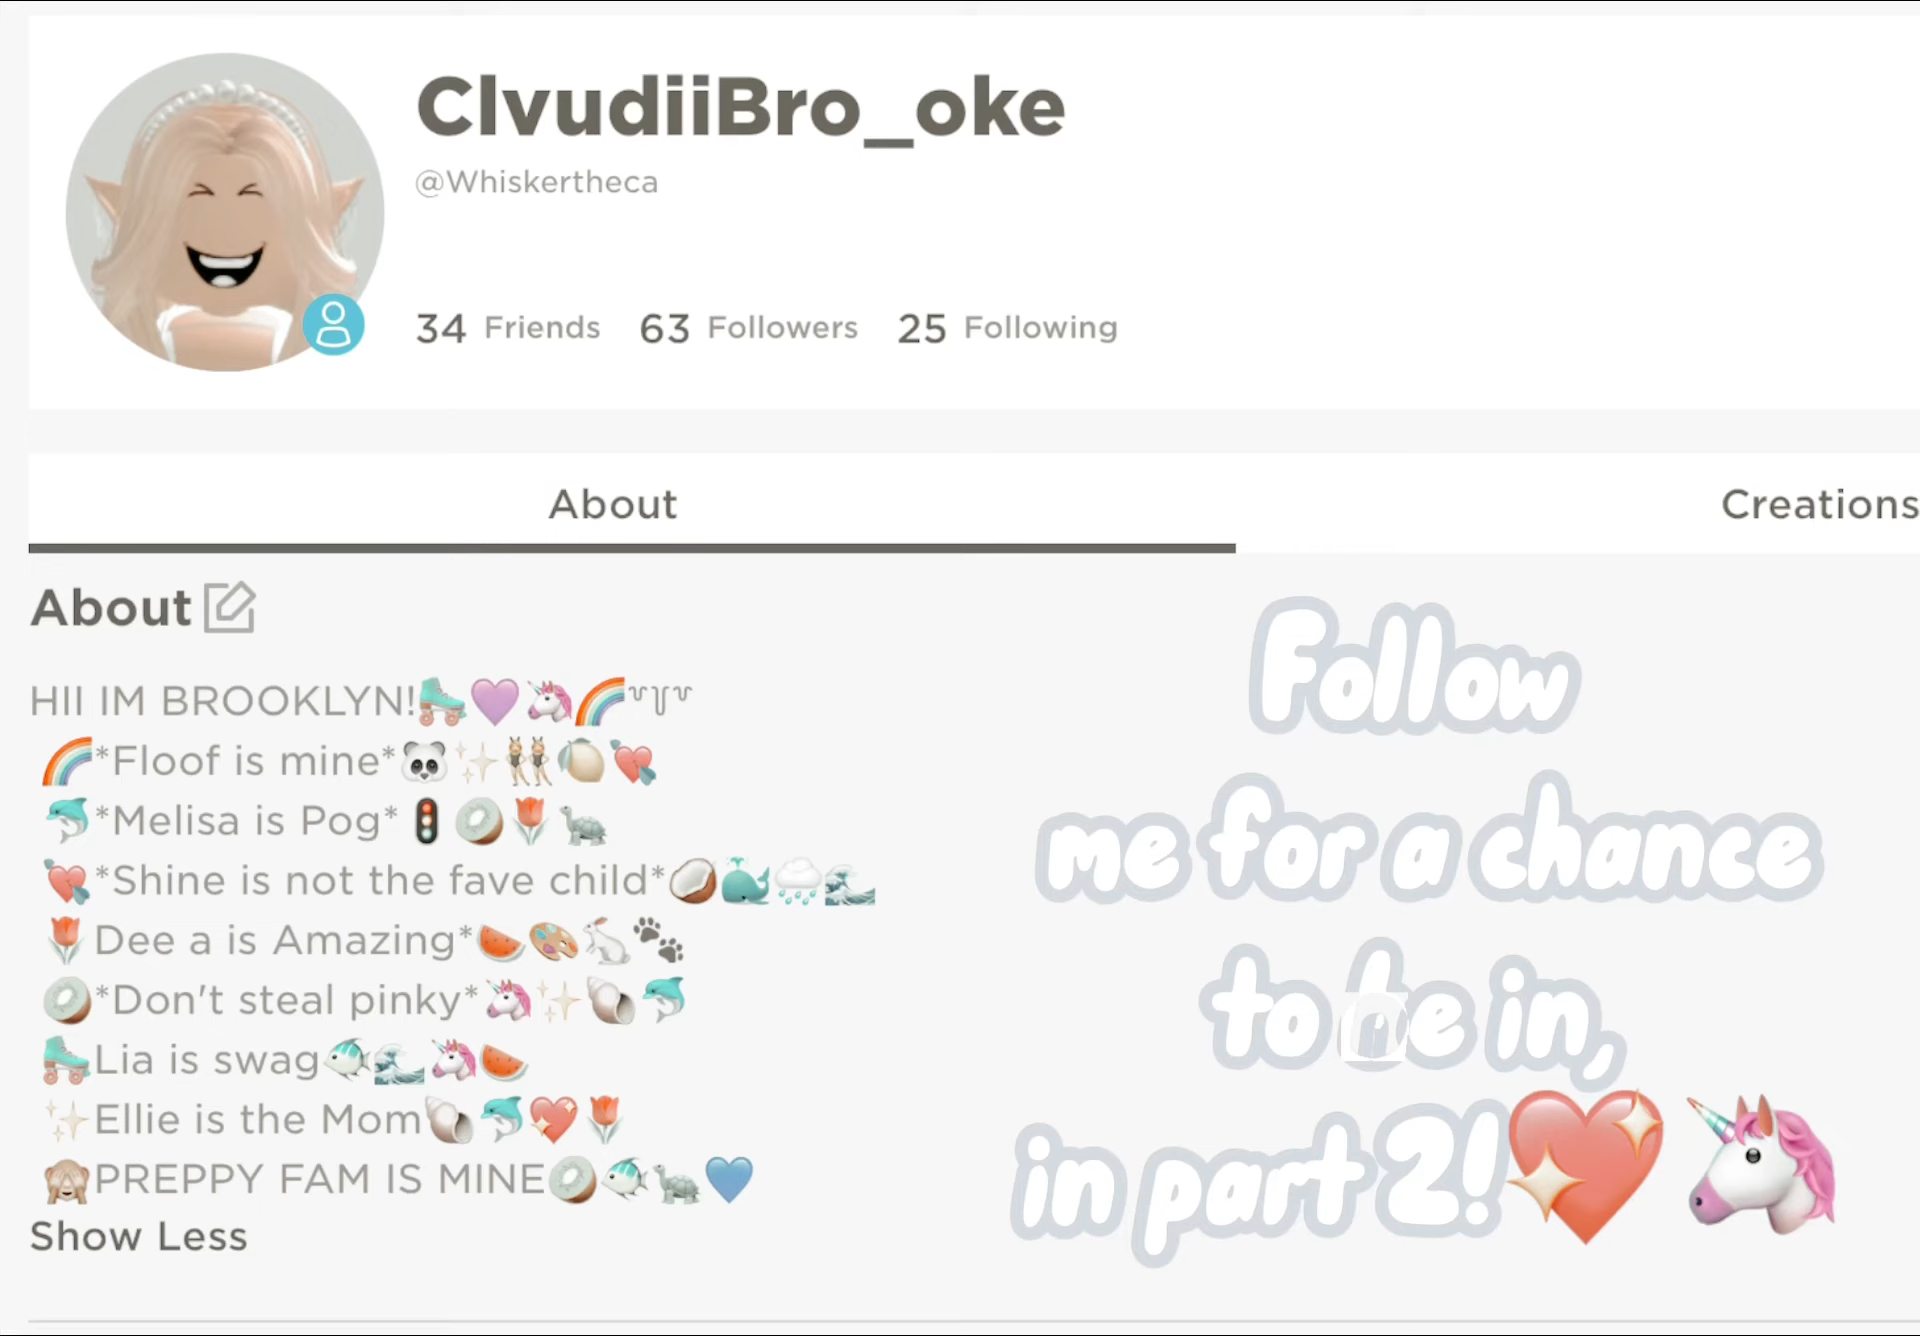 ClvudiiBro_oke
@Whiskertheca
34 Friends 63 Followers 25 Following
About Creations
About
HII IM BROOKLYN!🛼💜🦄🌈
🌈*Floof is mine*🐼✨👯🍋💘
🐬*Melisa is Pog*🚦🥝🌷🐢
💘*Shine is not the fave child*🥥🐳🌧🌊
🌷Dee a is Amazing*🍉🎨🐇🐾
🥝*Don't steal pinky*🦄✨🐚🐬
🛼Lia is swag🐠🌊🦄🍉
✨Ellie is the Mom🐚🐬💖🌷
🙈PREPPY FAM IS MINE🥝🐠🐢💙
Show Less
Follow
me for a chance
to be in,
in part 2!💖🦄